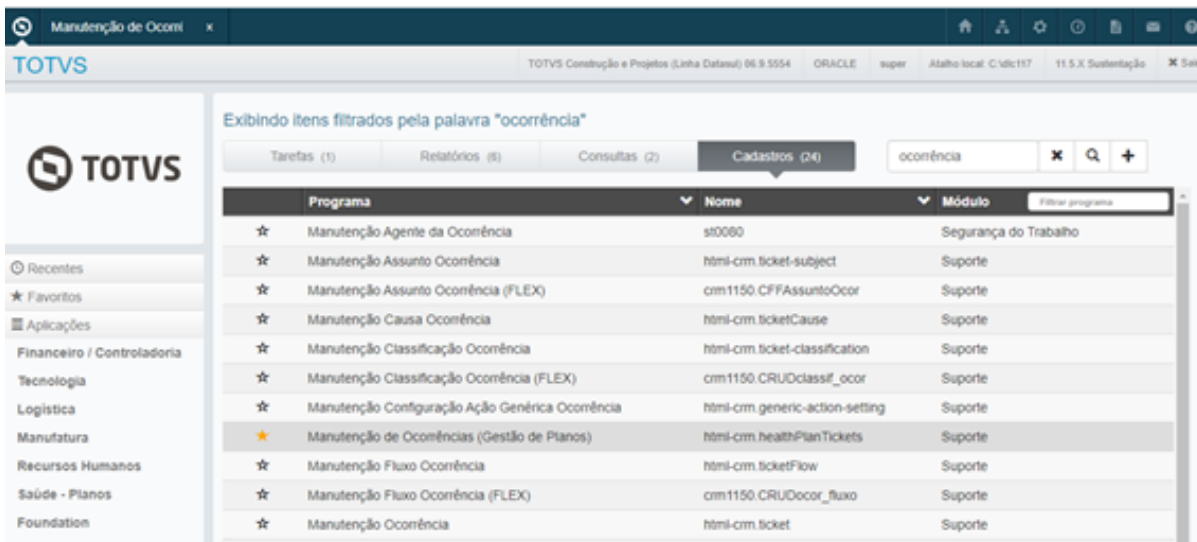 Manutenção de Ocorri x
TOTVS
TOTVS Construção e Projetos (Linha Datasul) 06.9.5554 ORACLE super Atalho local: C:\dlc117 11.5.X Sustentação Sai
TOTVS
Exibindo itens filtrados pela palavra "ocorrência"
Tarefas (1) Relatórios (6) Consultas (2) Cadastros (24) ocorrência
Programa Nome Módulo Filtrar programa
Manutenção Agente da Ocorrência st0080 Segurança do Trabalho
Manutenção Assunto Ocorrência html-crm.ticket-subject Suporte
Manutenção Assunto Ocorrência (FLEX) crm1150.CFFAssuntoOcor Suporte
Manutenção Causa Ocorrência html-crm.ticketCause Suporte
Manutenção Classificação Ocorrência html-crm.ticket-classification Suporte
Manutenção Classificação Ocorrência (FLEX) crm1150.CRUDclassif_ocor Suporte
Manutenção Configuração Ação Genérica Ocorrência html-crm.generic-action-setting Suporte
Manutenção de Ocorrências (Gestão de Planos) html-crm.healthPlanTickets Suporte
Manutenção Fluxo Ocorrência html-crm.ticketFlow Suporte
Manutenção Fluxo Ocorrência (FLEX) crm1150.CRUDocor_fluxo Suporte
Manutenção Ocorrência html-crm.ticket Suporte
Recentes
Favoritos
Aplicações
Financeiro / Controladoria
Tecnologia
Logística
Manufatura
Recursos Humanos
Saúde - Planos
Foundation